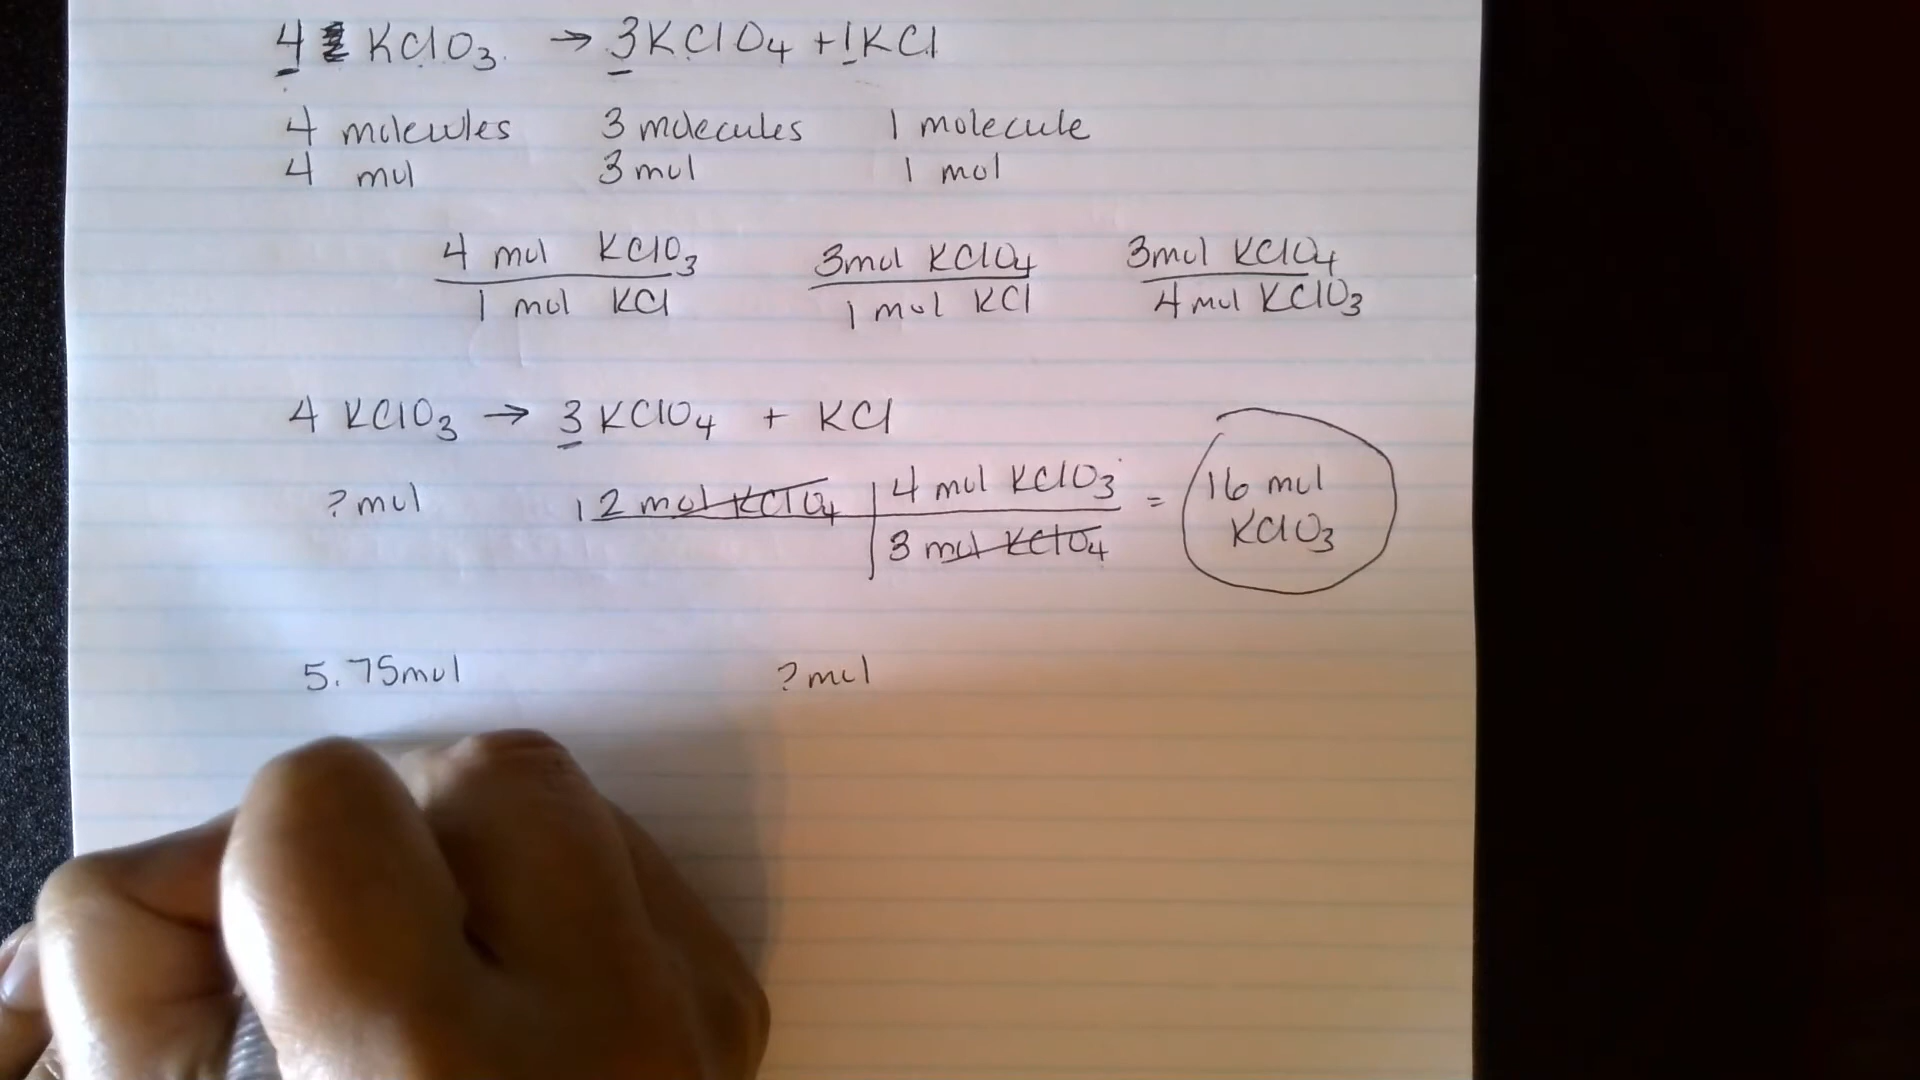 4 KClO3 → 3KClO4 + 1KCl
4 molecules 3 molecules 1 molecule
4 mol 3 mol 1 mol
4 mol KClO3 3mol KClO4 3mol KClO4
1 mol KCl 1 mol KCl 4 mol KClO3
4 KClO3 → 3 KClO4 + KCl
? mol 12 mol KClO4 | 4 mol KClO3 = 16 mol
3 mol KClO4 KClO3
5.75mol ? mol